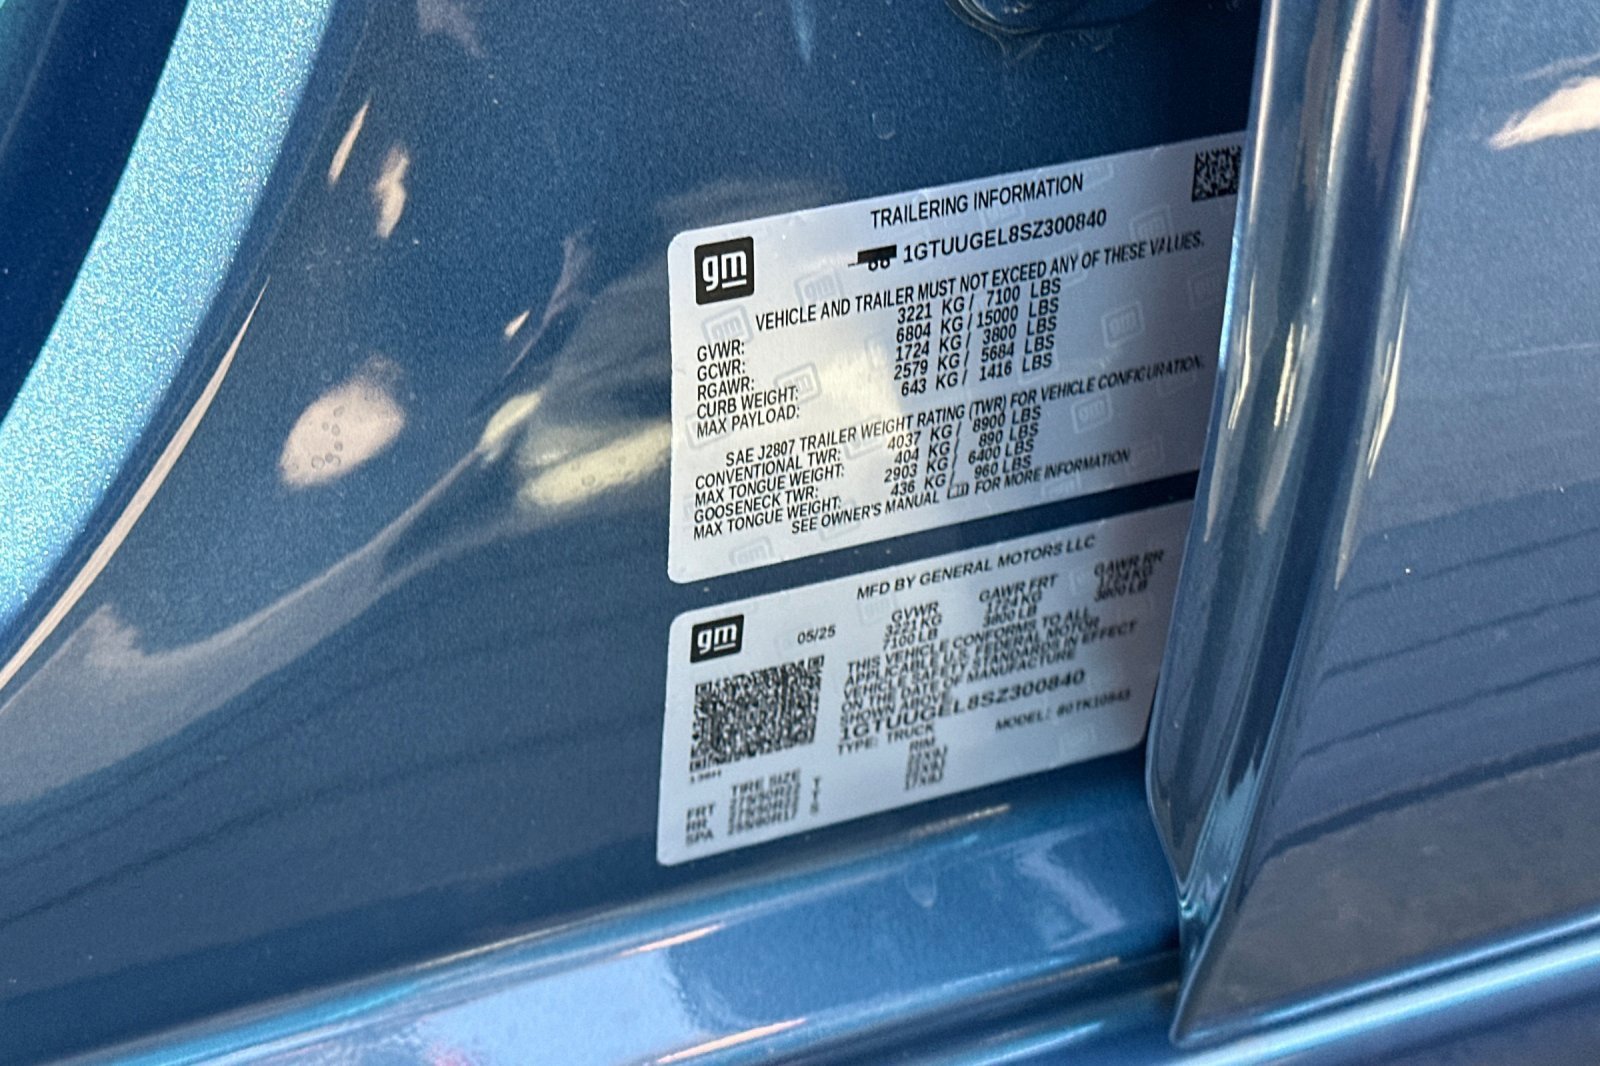 TRAILERING INFORMATION
gm
1GTUUGEL8SZ300840
VEHICLE AND TRAILER MUST NOT EXCEED ANY OF THESE VALUES.
GVWR: 3221 KG / 7100 LBS
GCWR: 6804 KG / 15000 LBS
RGAWR: 1724 KG / 3800 LBS
CURB WEIGHT: 2579 KG / 5684 LBS
MAX PAYLOAD: 643 KG / 1416 LBS
SAE J2807 TRAILER WEIGHT RATING (TWR) FOR VEHICLE CONFIGURATION.
CONVENTIONAL TWR: 4037 KG / 8900 LBS
MAX TONGUE WEIGHT: 404 KG / 890 LBS
GOOSENECK TWR: 2903 KG / 6400 LBS
MAX TONGUE WEIGHT: 436 KG / 960 LBS
SEE OWNER'S MANUAL FOR MORE INFORMATION
MFD BY GENERAL MOTORS LLC
gm
05/25
GVWR GAWR FRT GAWR RR
3221 KG 1724 KG 1724 KG
7100 LB 3800 LB 3800 LB
THIS VEHICLE CONFORMS TO ALL
APPLICABLE U.S. FEDERAL MOTOR
VEHICLE SAFETY STANDARDS IN EFFECT
ON THE DATE OF MANUFACTURE
SHOWN ABOVE
1GTUUGEL8SZ300840
TYPE: TRUCK MODEL:
TIRE SIZE RIM
FRT
RR
SPA